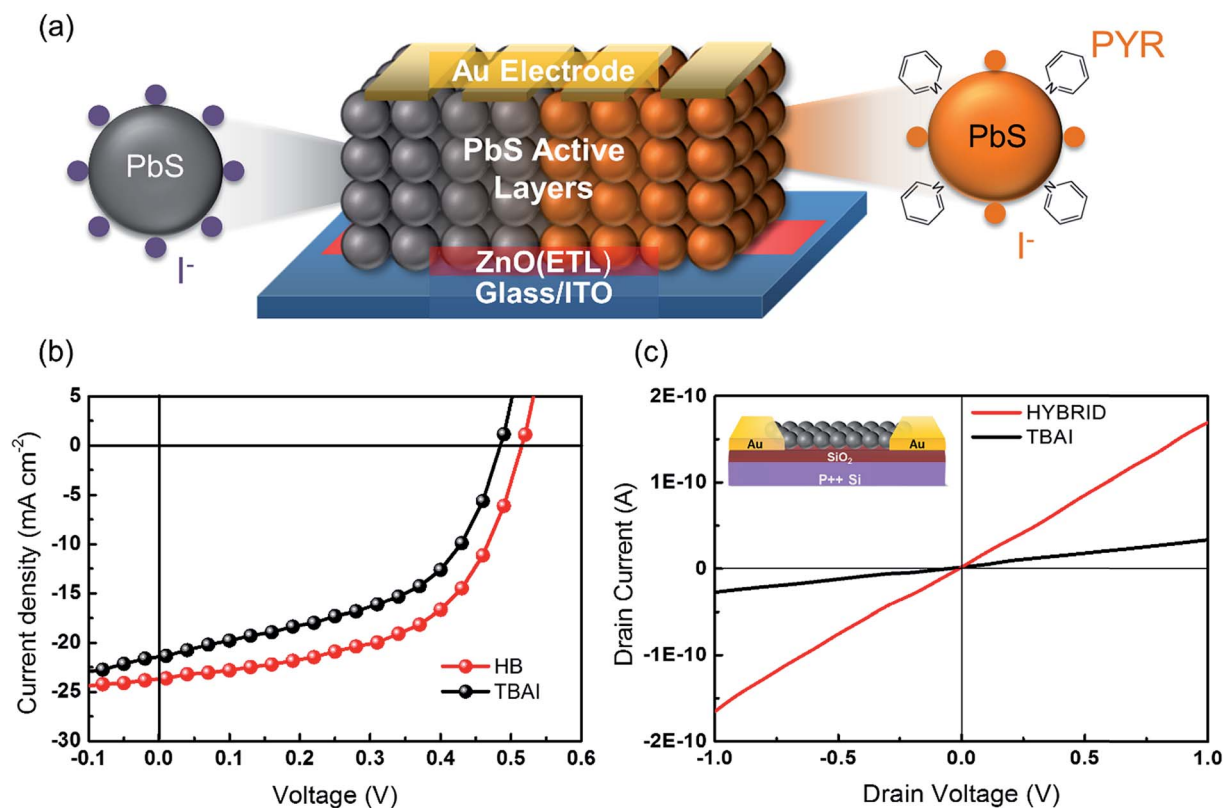 (a)
PYR
Au Electrode
PbS
PbS Active
Layers
PbS
N
N
N
N
I-
I-
ZnO(ETL)
Glass/ITO
(b)
5
0
-5
-10
-15
-20
-25
-30
Current density (mA cm-2)
HB
TBAI
-0.1 0.0 0.1 0.2 0.3 0.4 0.5 0.6
Voltage (V)
(c)
2E-10
1E-10
0
-1E-10
-2E-10
Drain Current (A)
HYBRID
TBAI
Au
Au
SiO2
P++ Si
-1.0 -0.5 0.0 0.5 1.0
Drain Voltage (V)